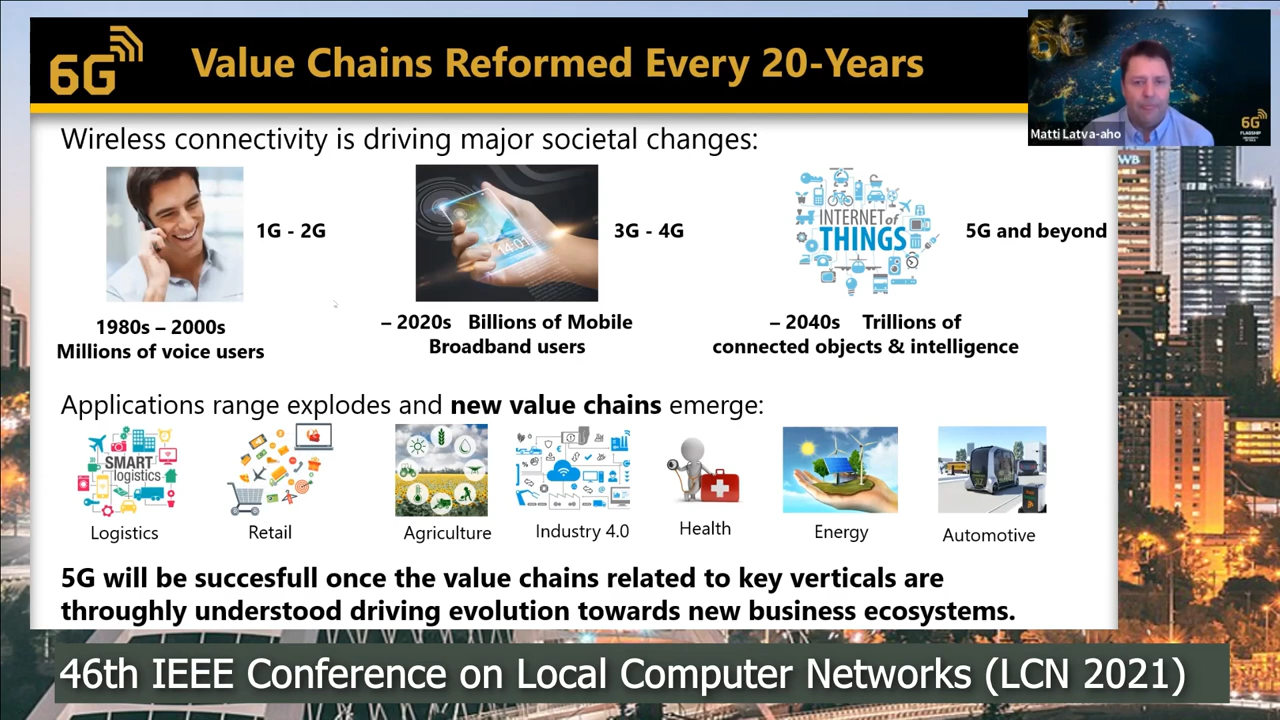 6G
Value Chains Reformed Every 20-Years
Matti Latva-aho
6G
FLAGSHIP
Wireless connectivity is driving major societal changes:
1G - 2G
3G - 4G
5G and beyond
14:01
INTERNET of
THINGS
1980s – 2000s
Millions of voice users
– 2020s Billions of Mobile
Broadband users
– 2040s Trillions of
connected objects & intelligence
Applications range explodes and new value chains emerge:
SMART
logistics
Logistics
Retail
Agriculture
Industry 4.0
Health
Energy
Automotive
5G will be succesfull once the value chains related to key verticals are
throughly understood driving evolution towards new business ecosystems.
46th IEEE Conference on Local Computer Networks (LCN 2021)